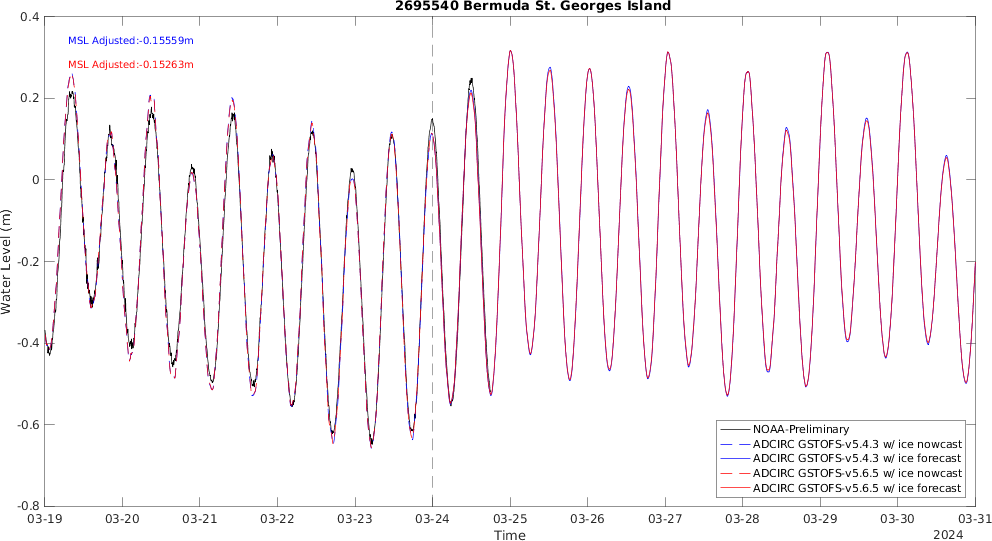 2695540 Bermuda St. Georges Island
MSL Adjusted:-0.15559m
MSL Adjusted:-0.15263m
Water Level (m)
0.4
0.2
0
-0.2
-0.4
-0.6
-0.8
NOAA-Preliminary
ADCIRC GSTOFS-v5.4.3 w/ ice nowcast
ADCIRC GSTOFS-v5.4.3 w/ ice forecast
ADCIRC GSTOFS-v5.6.5 w/ ice nowcast
ADCIRC GSTOFS-v5.6.5 w/ ice forecast
03-19 03-20 03-21 03-22 03-23 03-24 03-25 03-26 03-27 03-28 03-29 03-30 03-31
Time
2024